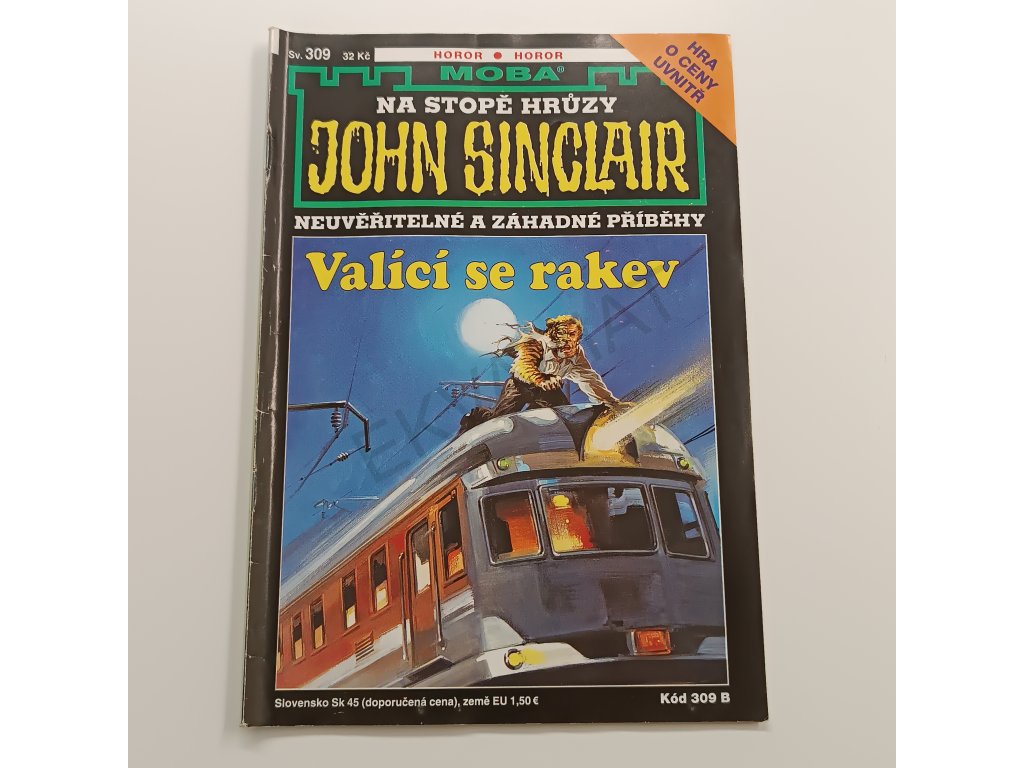 Sv. 309 32 Kč
HOROR ● HOROR
HRA
O CENY
UVNITŘ
MOBA®
NA STOPĚ HRŮZY
JOHN SINCLAIR
NEUVĚŘITELNÉ A ZÁHADNÉ PŘÍBĚHY
Valící se rakev
Slovensko Sk 45 (doporučená cena), země EU 1,50 €
Kód 309 B